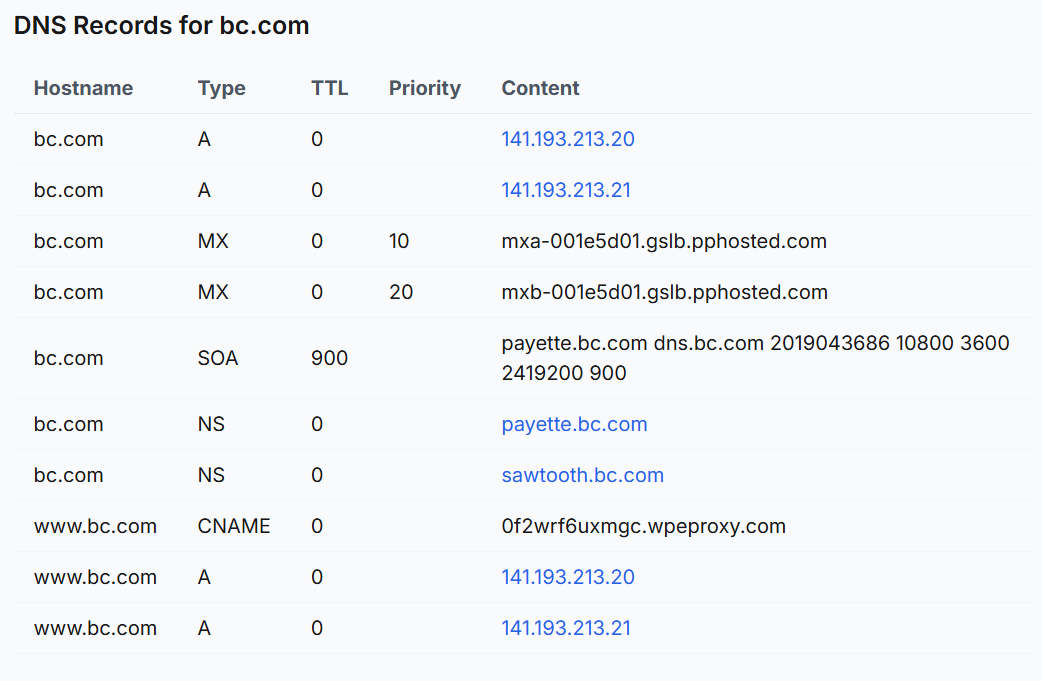 DNS Records for bc.com
Hostname Type TTL Priority Content
bc.com A 0 141.193.213.20
bc.com A 0 141.193.213.21
bc.com MX 0 10 mxa-001e5d01.gslb.pphosted.com
bc.com MX 0 20 mxb-001e5d01.gslb.pphosted.com
bc.com SOA 900 payette.bc.com dns.bc.com 2019043686 10800 3600
2419200 900
bc.com NS 0 payette.bc.com
bc.com NS 0 sawtooth.bc.com
www.bc.com CNAME 0 0f2wrf6uxmgc.wpeproxy.com
www.bc.com A 0 141.193.213.20
www.bc.com A 0 141.193.213.21